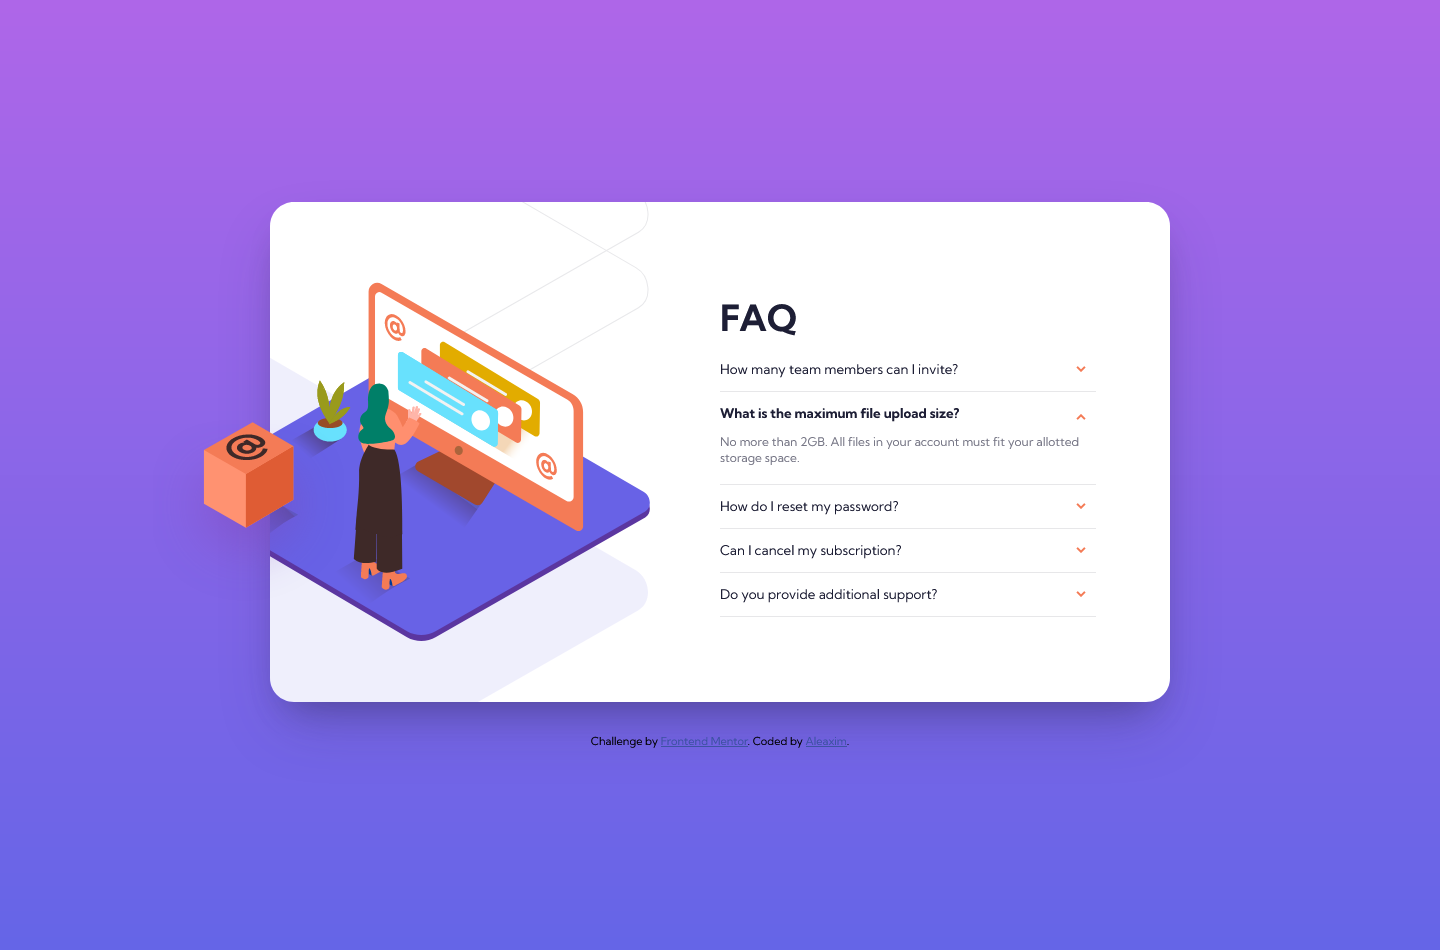 @
@
@
FAQ
How many team members can I invite?
What is the maximum file upload size?
No more than 2GB. All files in your account must fit your allotted
storage space.
How do I reset my password?
Can I cancel my subscription?
Do you provide additional support?
Challenge by Frontend Mentor. Coded by Aleaxim.